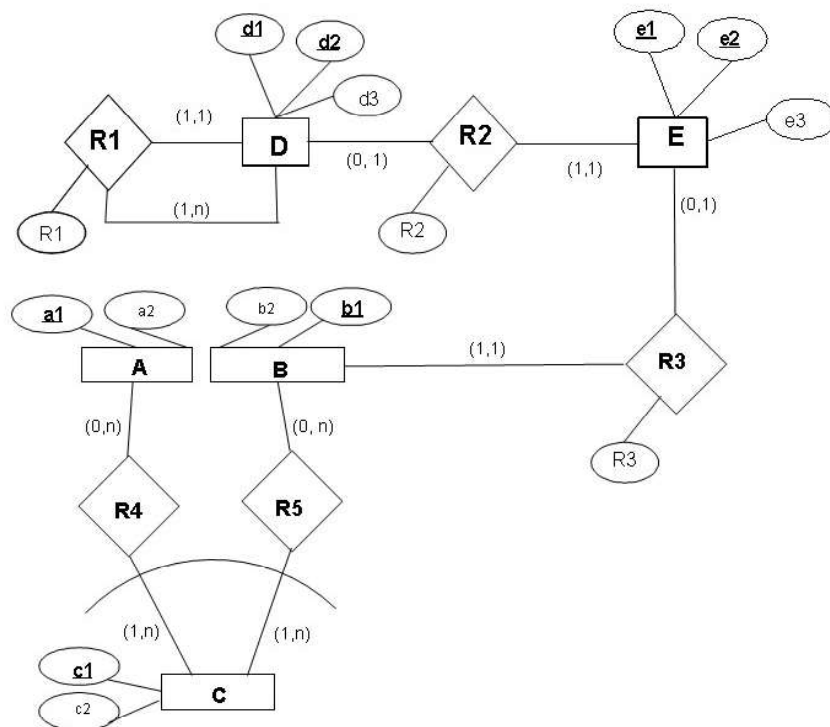 d1
d2
d3
e1
e2
e3
R1
(1,1)
D
(0, 1)
R2
(1,1)
E
R1
(1,n)
R2
(0,1)
a1
a2
b2
b1
A
B
(1,1)
R3
(0,n)
(0, n)
R3
R4
R5
(1,n)
(1,n)
c1
c2
C